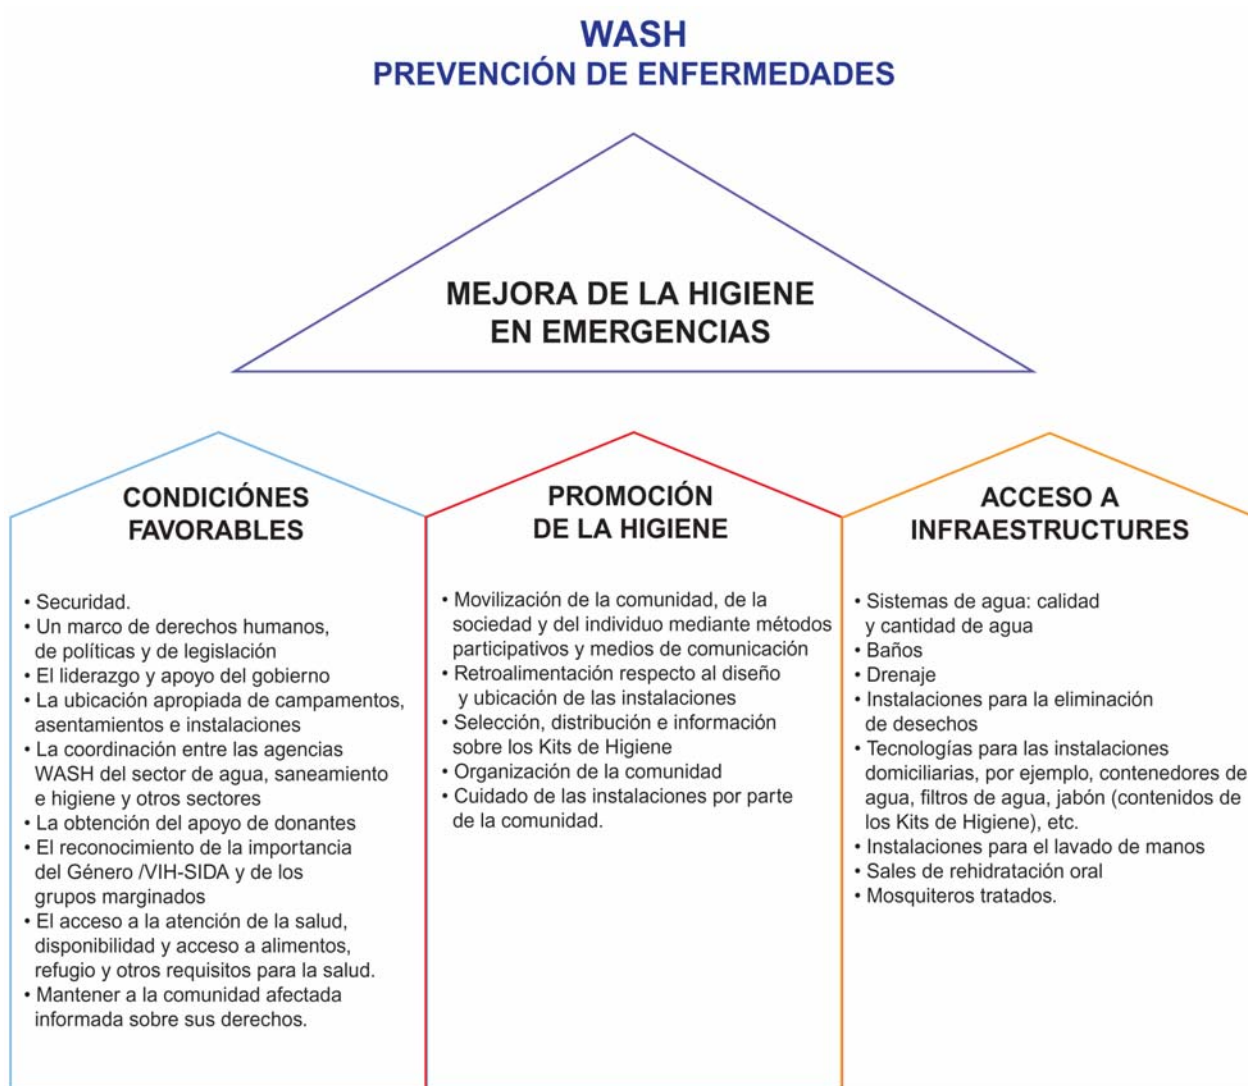 WASH
PREVENCIÓN DE ENFERMEDADES
MEJORA DE LA HIGIENE
EN EMERGENCIAS
CONDICIÓNES
FAVORABLES
• Securidad.
• Un marco de derechos humanos,
de políticas y de legislación
• El liderazgo y apoyo del gobierno
• La ubicación apropiada de campamentos,
asentamientos e instalaciones
• La coordinación entre las agencias
WASH del sector de agua, saneamiento
e higiene y otros sectores
• La obtención del apoyo de donantes
• El reconocimiento de la importancia
del Género /VIH-SIDA y de los
grupos marginados
• El acceso a la atención de la salud,
disponibilidad y acceso a alimentos,
refugio y otros requisitos para la salud.
• Mantener a la comunidad afectada
informada sobre sus derechos.
PROMOCIÓN
DE LA HIGIENE
• Movilización de la comunidad, de la
sociedad y del individuo mediante métodos
participativos y medios de comunicación
• Retroalimentación respecto al diseño
y ubicación de las instalaciones
• Selección, distribución e información
sobre los Kits de Higiene
• Organización de la comunidad
• Cuidado de las instalaciones por parte
de la comunidad.
ACCESO A
INFRAESTRUCTURES
• Sistemas de agua: calidad
y cantidad de agua
• Baños
• Drenaje
• Instalaciones para la eliminación
de desechos
• Tecnologías para las instalaciones
domiciliarias, por ejemplo, contenedores de
agua, filtros de agua, jabón (contenidos de
los Kits de Higiene), etc.
• Instalaciones para el lavado de manos
• Sales de rehidratación oral
• Mosquiteros tratados.